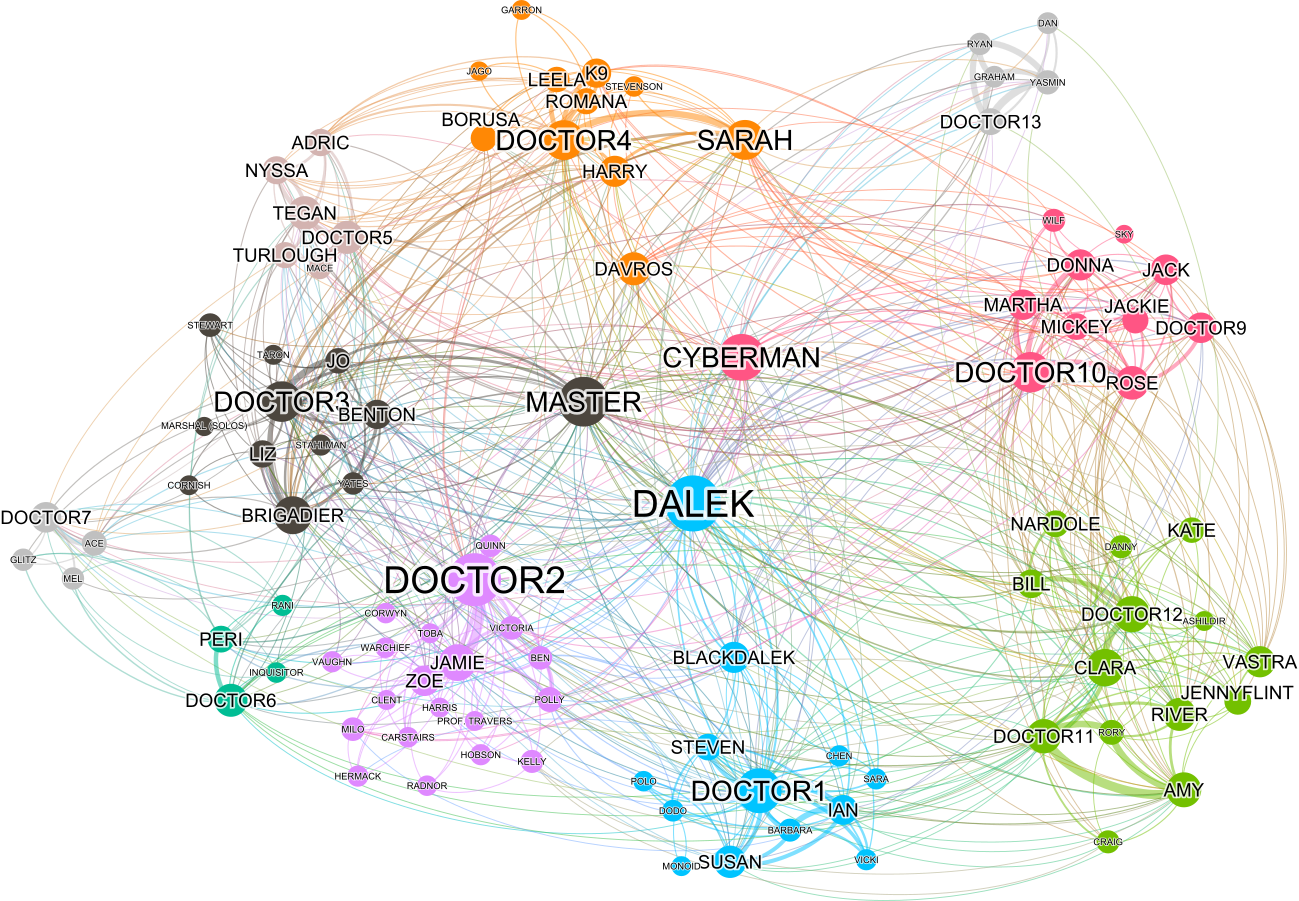 GARRON
DAN
RYAN
JAGO
LEELA
K9
GRAHAM
YASMIN
STEVENSON
ROMANA
BORUSA
DOCTOR13
DOCTOR4
SARAH
ADRIC
HARRY
NYSSA
TEGAN
WILF
SKY
DOCTOR5
TURLOUGH
MACE
DAVROS
DONNA
JACK
MARTHA
JACKIE
STEWART
MICKEY
DOCTOR9
TARON
JO
CYBERMAN
DOCTOR10
ROSE
DOCTOR3
BENTON
MASTER
MARSHAL (SOLOS)
STAHLMAN
LIZ
CORNISH
YATES
DALEK
DOCTOR7
BRIGADIER
NARDOLE
KATE
ACE
QUINN
DANNY
GLITZ
MEL
DOCTOR2
BILL
RANI
CORWYN
DOCTOR12
ASHILDIR
PERI
TOBA
VICTORIA
WARCHIEF
VAUGHN
JAMIE
BEN
BLACKDALEK
CLARA
VASTRA
INQUISITOR
ZOE
DOCTOR6
CLENT
POLLY
JENNYFLINT
HARRIS
RIVER
PROF. TRAVERS
MILO
CARSTAIRS
DOCTOR11
RORY
STEVEN
HOBSON
CHEN
KELLY
HERMACK
RADNOR
POLO
SARA
DOCTOR1
AMY
DODO
IAN
BARBARA
CRAIG
MONOID
SUSAN
VICKI